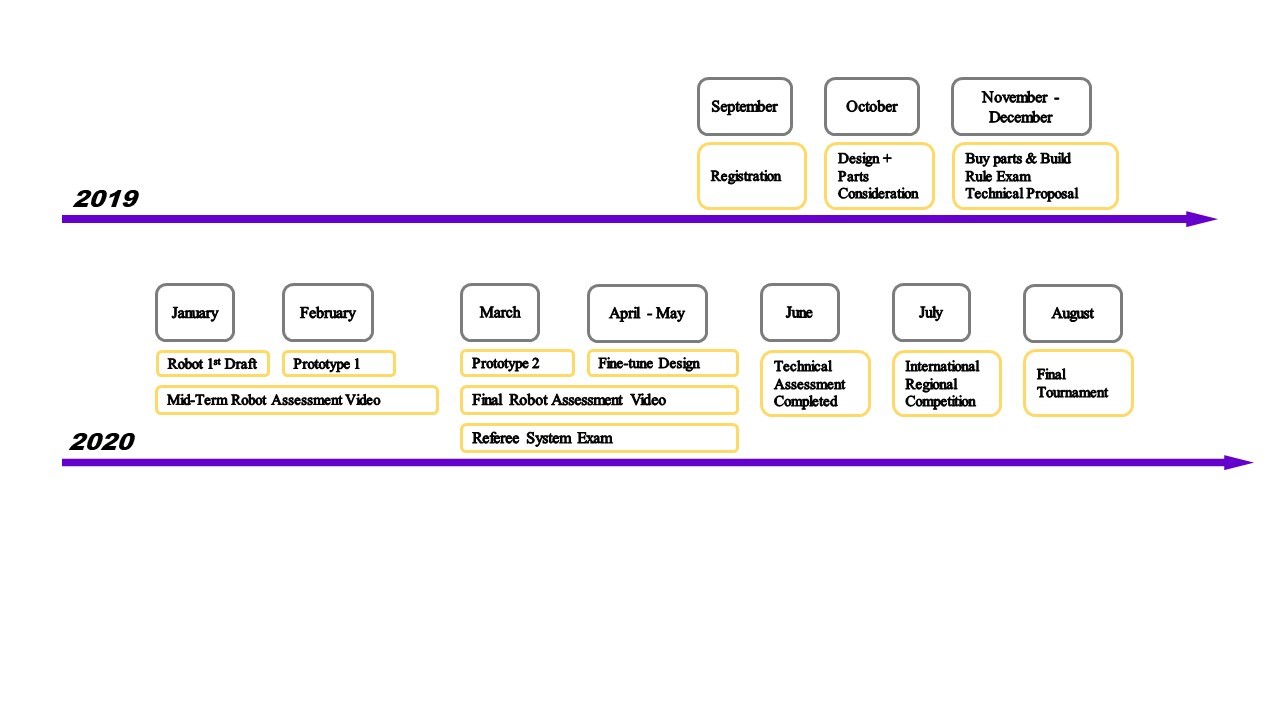 September
October
November -
December
Registration
Design +
Parts
Consideration
Buy parts & Build
Rule Exam
Technical Proposal
2019
January
February
March
April - May
June
July
August
Robot 1st Draft
Prototype 1
Prototype 2
Fine-tune Design
Technical
Assessment
Completed
International
Regional
Competition
Final
Tournament
Mid-Term Robot Assessment Video
Final Robot Assessment Video
Referee System Exam
2020